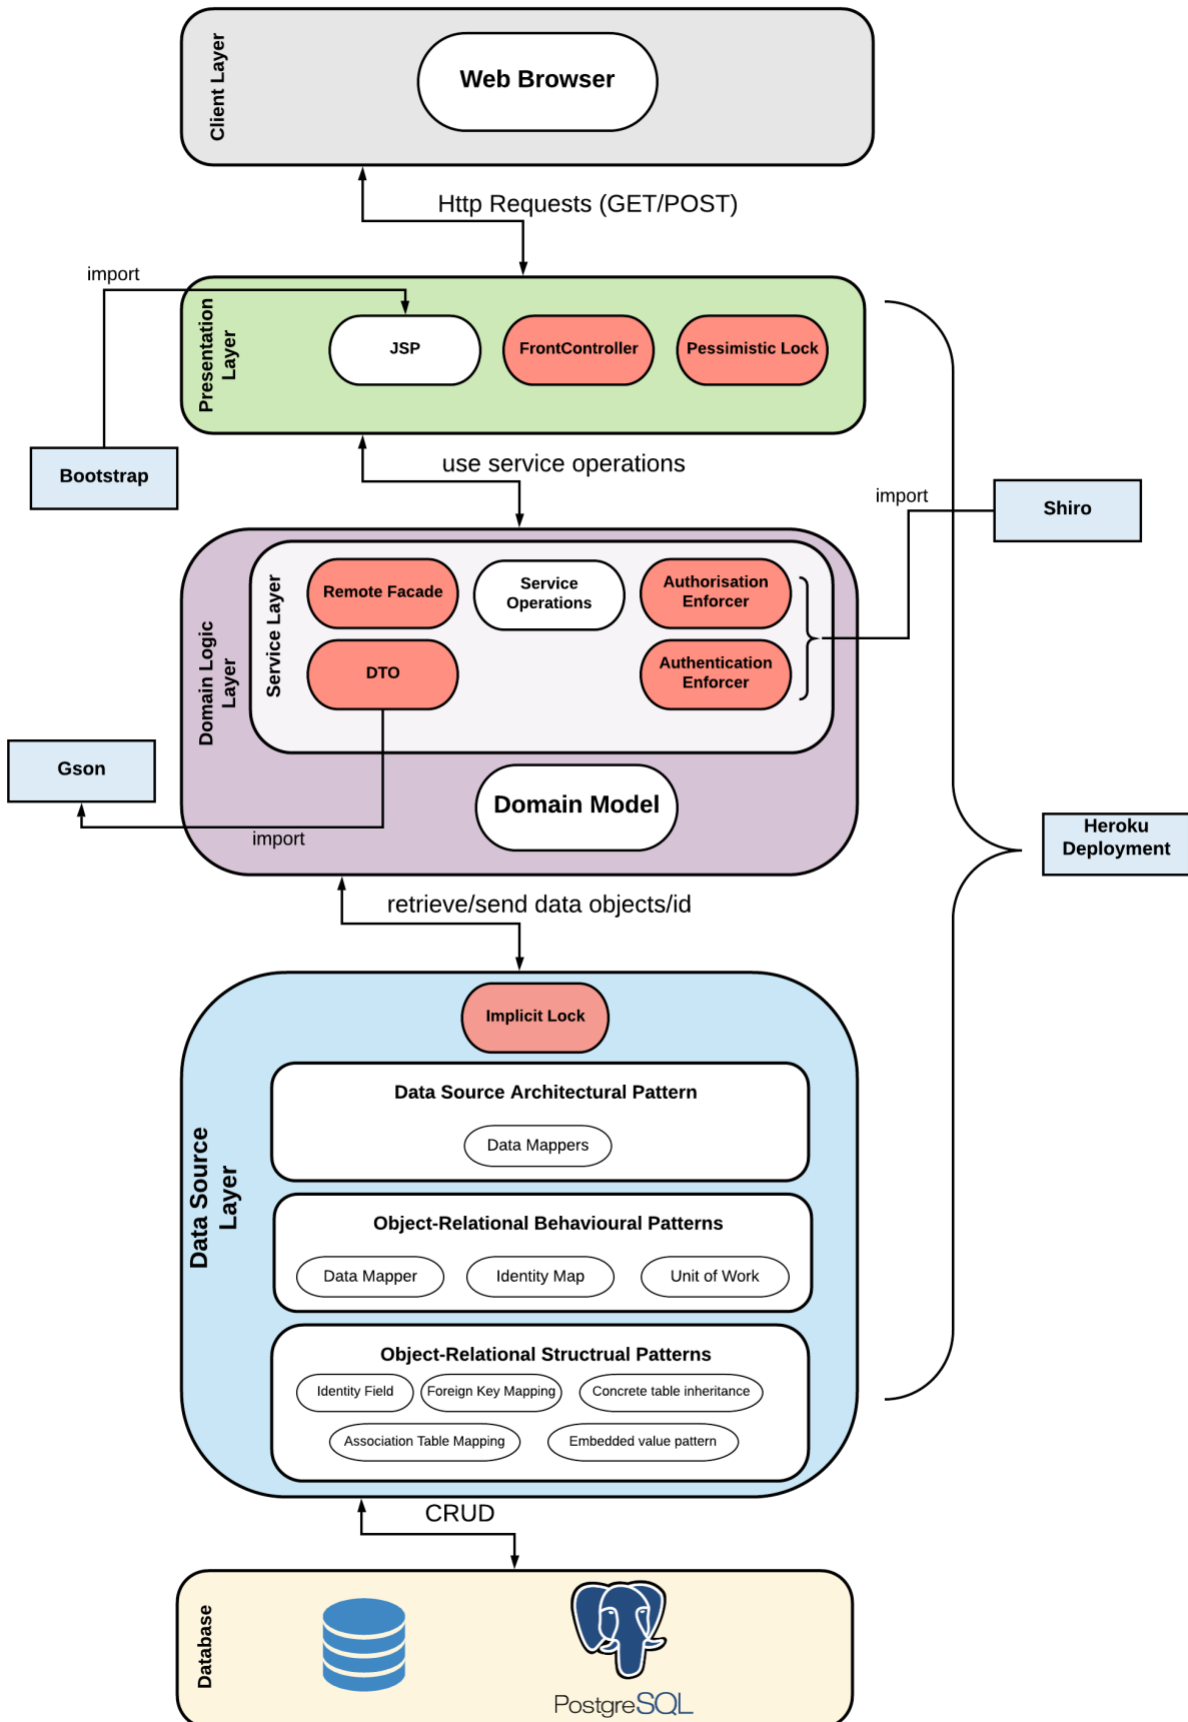 Client Layer
Web Browser
Http Requests (GET/POST)
import
Presentation
Layer
JSP
FrontController
Pessimistic Lock
Bootstrap
use service operations
import
Shiro
Domain Logic
Layer
Service Layer
Remote Facade
Service
Operations
Authorisation
Enforcer
DTO
Authentication
Enforcer
Gson
import
Domain Model
Heroku
Deployment
retrieve/send data objects/id
Data Source
Layer
Implicit Lock
Data Source Architectural Pattern
Data Mappers
Object-Relational Behavioural Patterns
Data Mapper
Identity Map
Unit of Work
Object-Relational Structrual Patterns
Identity Field
Foreign Key Mapping
Concrete table inheritance
Association Table Mapping
Embedded value pattern
CRUD
Database
PostgreSQL